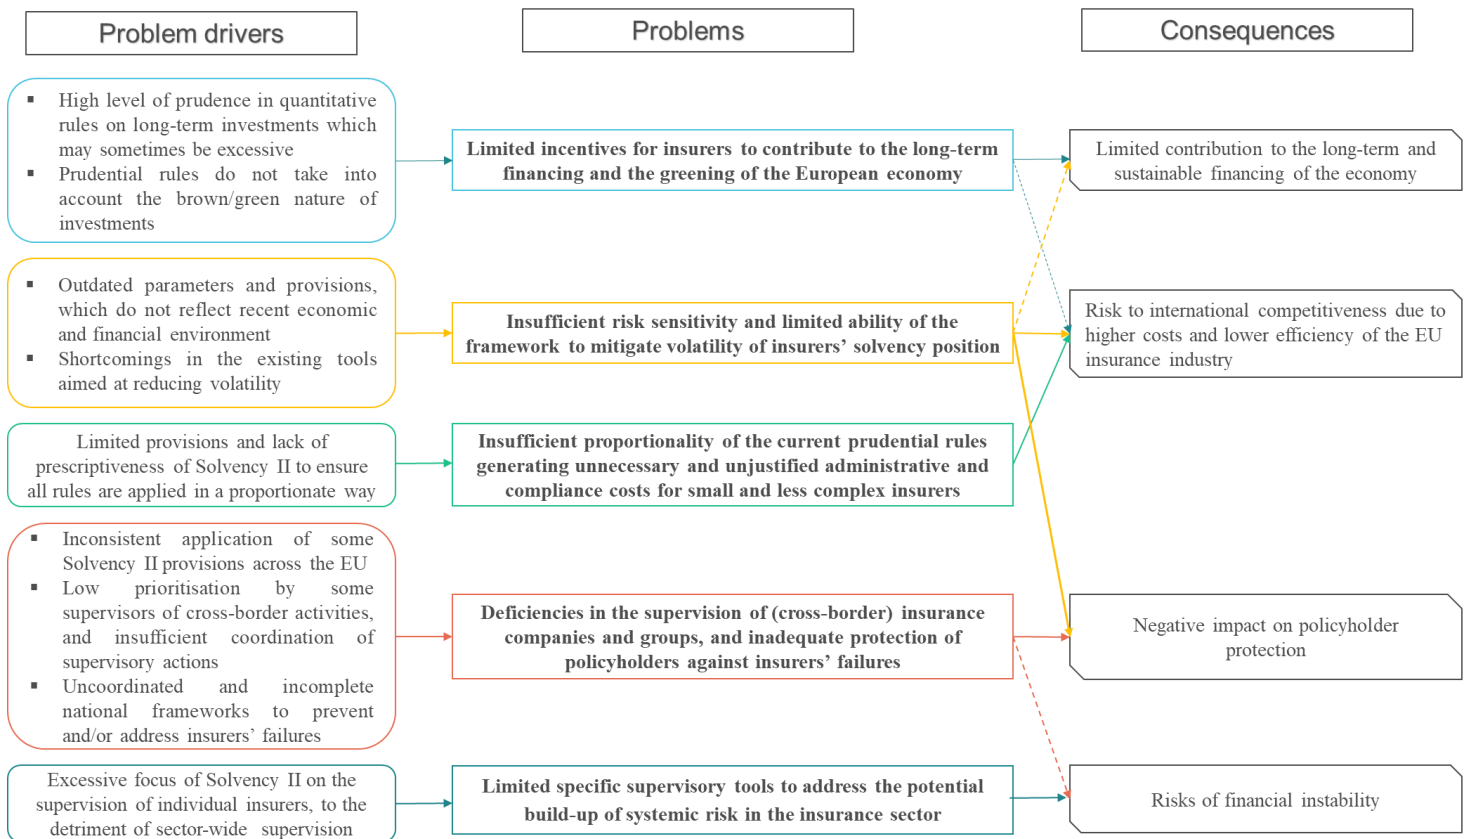 Problem drivers
Problems
Consequences
▪ High level of prudence in quantitative
rules on long-term investments which
may sometimes be excessive
▪ Prudential rules do not take into
account the brown/green nature of
investments
Limited incentives for insurers to contribute to the long-term
financing and the greening of the European economy
Limited contribution to the long-term and
sustainable financing of the economy
▪ Outdated parameters and provisions,
which do not reflect recent economic
and financial environment
▪ Shortcomings in the existing tools
aimed at reducing volatility
Insufficient risk sensitivity and limited ability of the
framework to mitigate volatility of insurers’ solvency position
Risk to international competitiveness due to
higher costs and lower efficiency of the EU
insurance industry
Limited provisions and lack of
prescriptiveness of Solvency II to ensure
all rules are applied in a proportionate way
Insufficient proportionality of the current prudential rules
generating unnecessary and unjustified administrative and
compliance costs for small and less complex insurers
▪ Inconsistent application of some
Solvency II provisions across the EU
▪ Low prioritisation by some
supervisors of cross-border activities,
and insufficient coordination of
supervisory actions
▪ Uncoordinated and incomplete
national frameworks to prevent
and/or address insurers’ failures
Deficiencies in the supervision of (cross-border) insurance
companies and groups, and inadequate protection of
policyholders against insurers’ failures
Negative impact on policyholder
protection
Excessive focus of Solvency II on the
supervision of individual insurers, to the
detriment of sector-wide supervision
Limited specific supervisory tools to address the potential
build-up of systemic risk in the insurance sector
Risks of financial instability